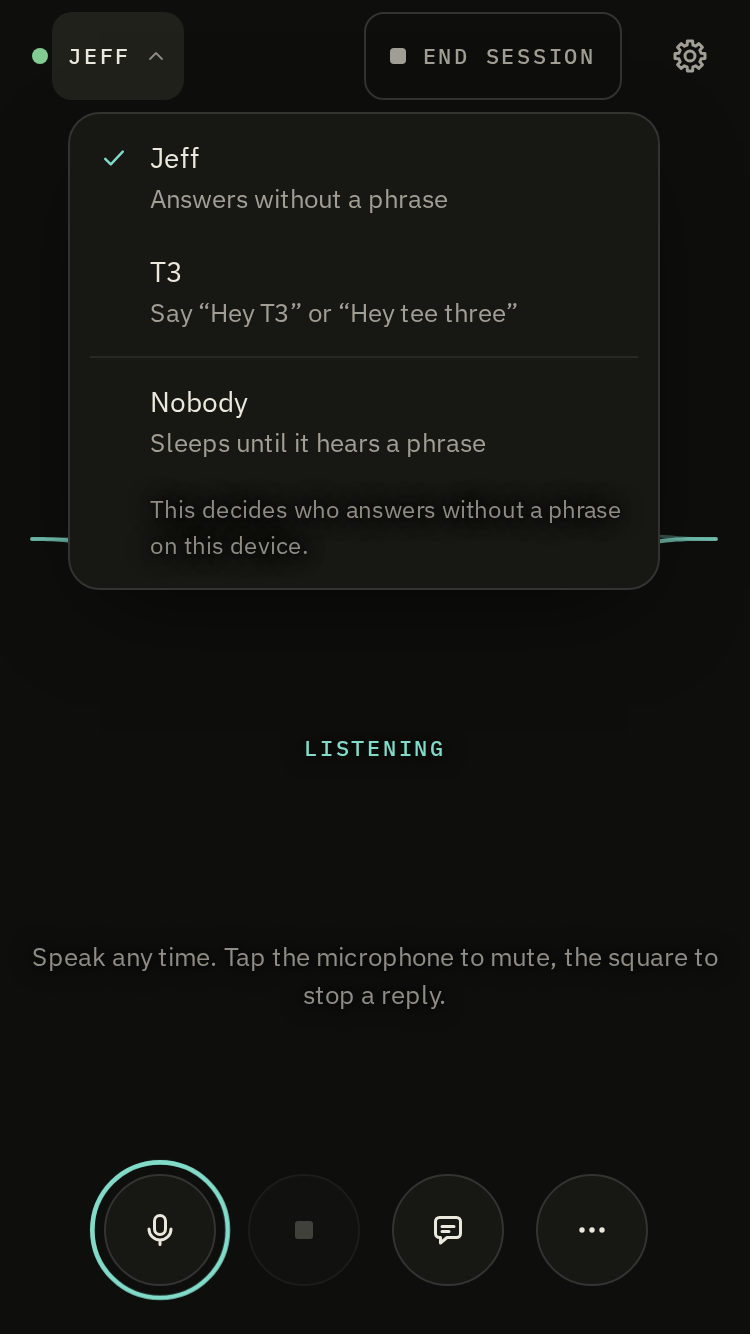 JEFF
END SESSION
Jeff
Answers without a phrase
T3
Say “Hey T3” or “Hey tee three”
Nobody
Sleeps until it hears a phrase
This decides who answers without a phrase
on this device.
LISTENING
Speak any time. Tap the microphone to mute, the square to
stop a reply.